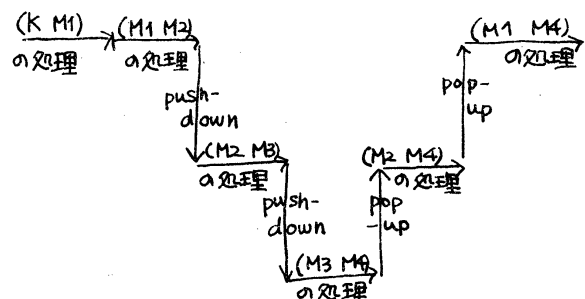 (K M1)
の処理
(M1 M2)
の処理
push-
down
(M2 M3)
の処理
push-
down
(M3 M4)
の処理
pop
-up
(M2 M4)
の処理
pop-
up
(M1 M4)
の処理